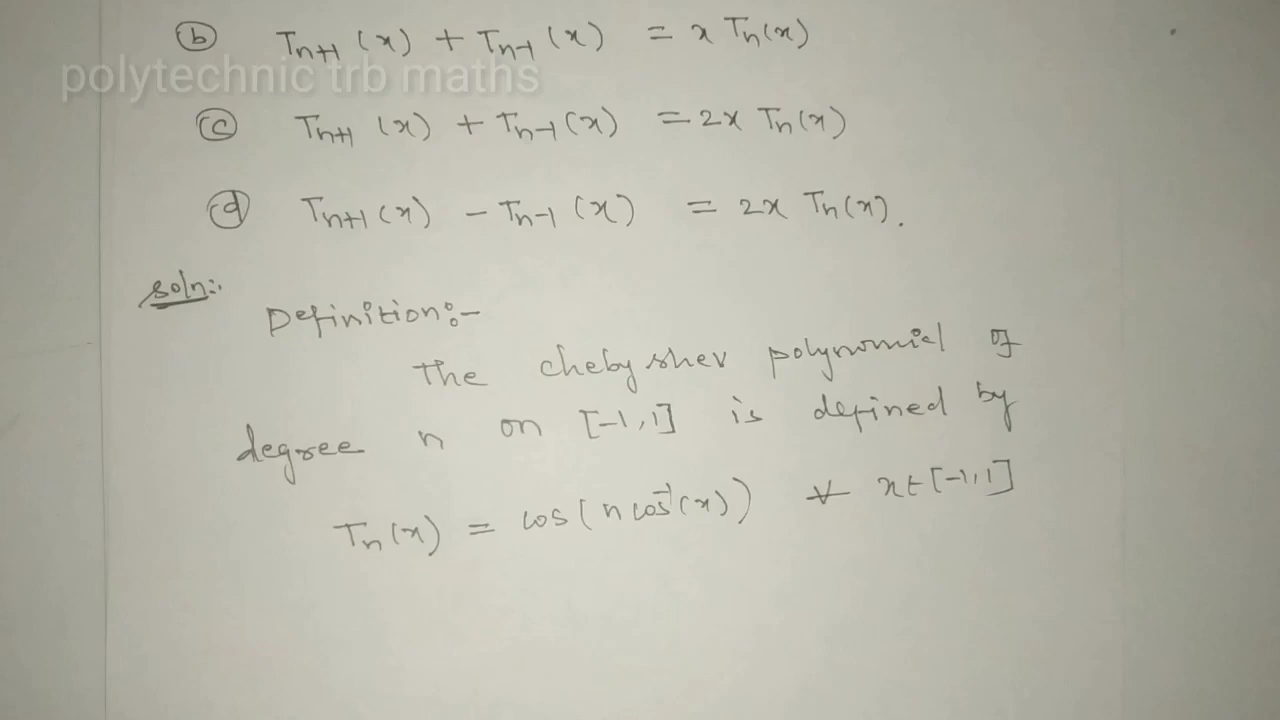 ⓑ Tn+1 (x) + Tn-1 (x) = x Tn(x)
polytechnic trb maths
ⓒ Tn+1 (x) + Tn-1 (x) = 2x Tn(x)
ⓓ Tn+1 (x) - Tn-1 (x) = 2x Tn(x).
soln:.
Definition:-
The chebyshev polynomial of
degree n on [-1,1] is defined by
Tn(x) = cos(n cos⁻¹(x)) ∀ x∈[-1,1]